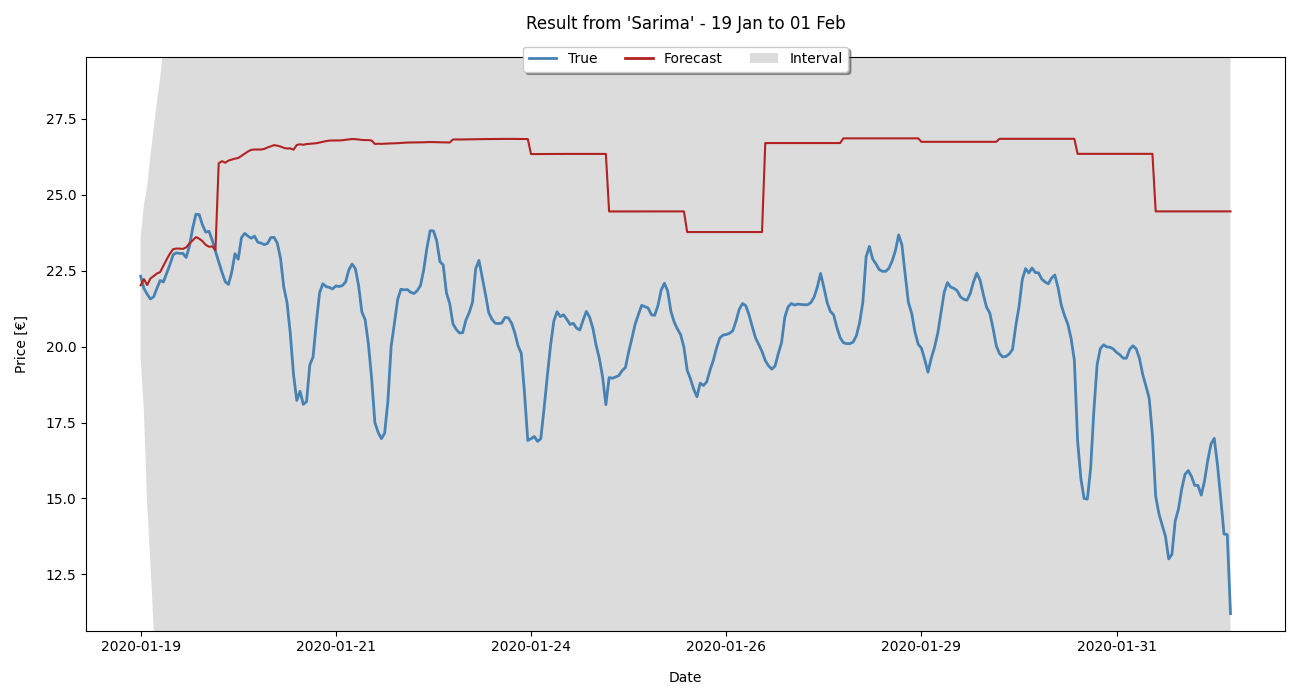 Result from 'Sarima' - 19 Jan to 01 Feb
True Forecast Interval
27.5
25.0
22.5
20.0
17.5
15.0
12.5
Price [€]
2020-01-19 2020-01-21 2020-01-24 2020-01-26 2020-01-29 2020-01-31
Date